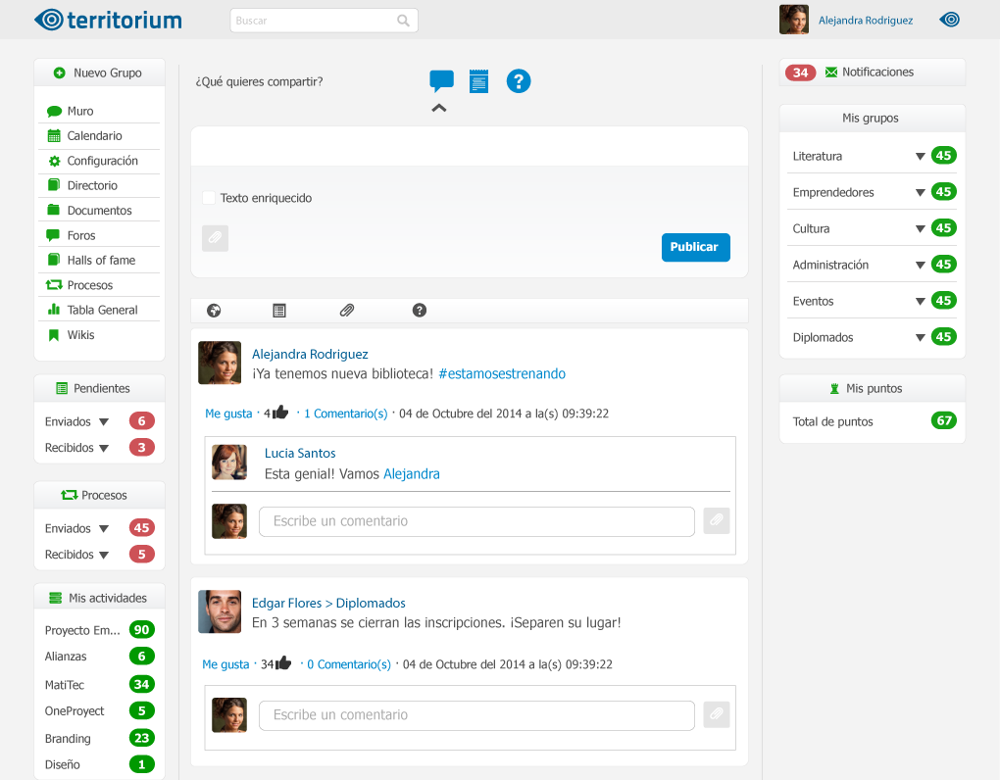 territorium
Buscar
Alejandra Rodriguez
Nuevo Grupo
Muro
Calendario
Configuración
Directorio
Documentos
Foros
Halls of fame
Procesos
Tabla General
Wikis
Pendientes
Enviados 6
Recibidos 3
Procesos
Enviados 45
Recibidos 5
Mis actividades
Proyecto Em... 90
Alianzas 6
MatiTec 34
OneProyect 5
Branding 23
Diseño 1
¿Qué quieres compartir?
?
Texto enriquecido
Publicar
?
Alejandra Rodriguez
¡Ya tenemos nueva biblioteca! #estamosestrenando
Me gusta · 4 · 1 Comentario(s) · 04 de Octubre del 2014 a la(s) 09:39:22
Lucia Santos
Esta genial! Vamos Alejandra
Escribe un comentario
Edgar Flores > Diplomados
En 3 semanas se cierran las inscripciones. ¡Separen su lugar!
Me gusta · 34 · 0 Comentario(s) · 04 de Octubre del 2014 a la(s) 09:39:22
Escribe un comentario
34 Notificaciones
Mis grupos
Literatura 45
Emprendedores 45
Cultura 45
Administración 45
Eventos 45
Diplomados 45
Mis puntos
Total de puntos 67